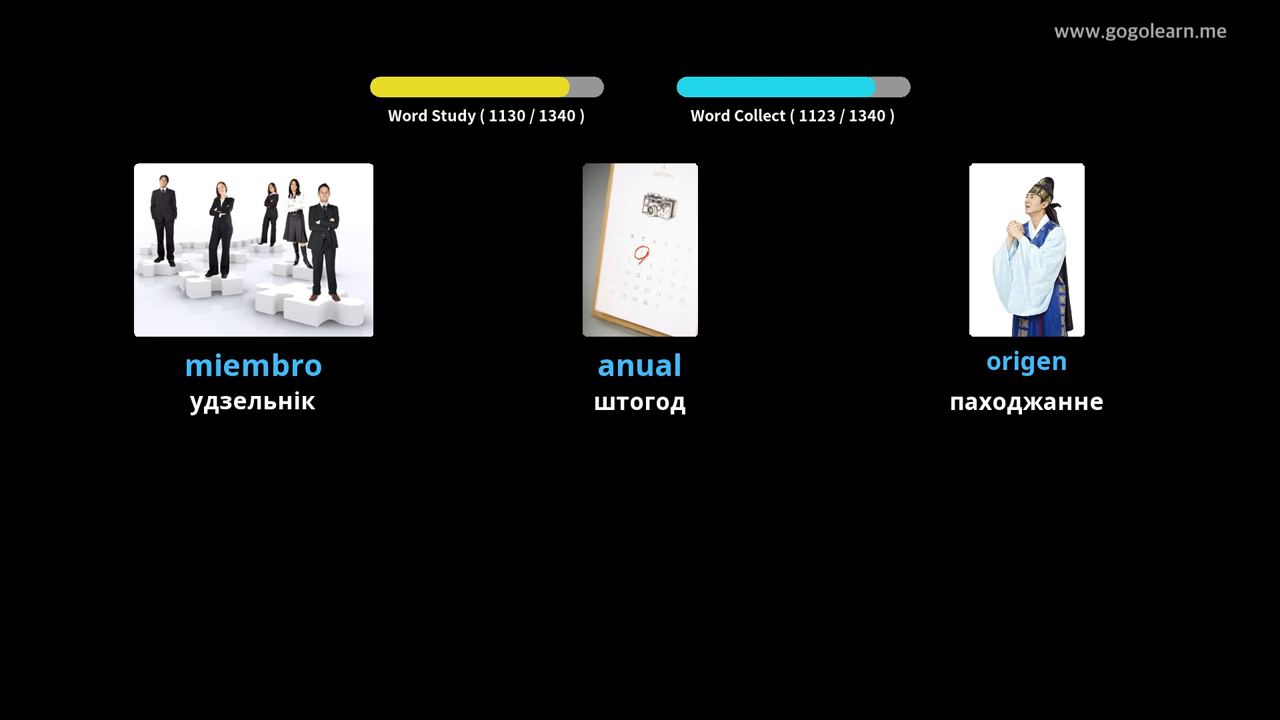 www.gogolearn.me
Word Study ( 1130 / 1340 )
Word Collect ( 1123 / 1340 )
miembro
anual
origen
удзельнік
штогод
паходжанне